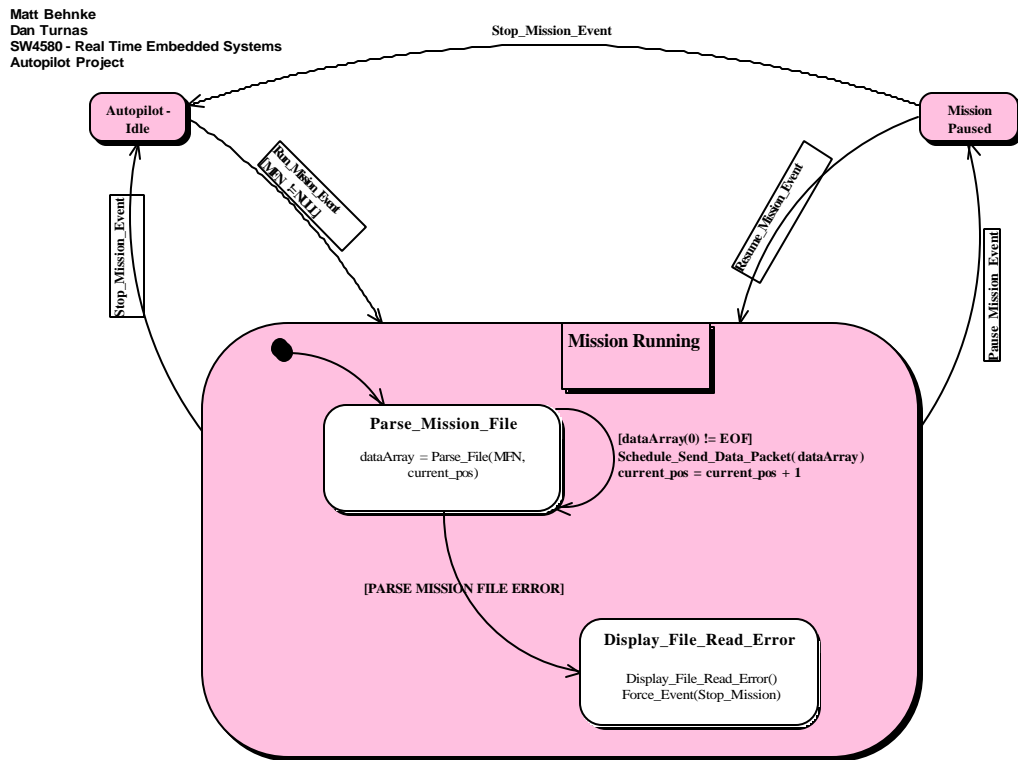 Matt Behnke
Dan Turnas
SW4580 - Real Time Embedded Systems
Autopilot Project
Stop_Mission_Event
Autopilot -
Idle
Mission
Paused
Run_Mission_Event
[MFN !=NULL]
Resume_Mission_Event
Stop_Mission_Event
Pause_Mission_Event
Mission Running
Parse_Mission_File
dataArray = Parse_File(MFN,
current_pos)
[dataArray(0) != EOF]
Schedule_Send_Data_Packet(dataArray)
current_pos = current_pos + 1
[PARSE MISSION FILE ERROR]
Display_File_Read_Error
Display_File_Read_Error()
Force_Event(Stop_Mission)